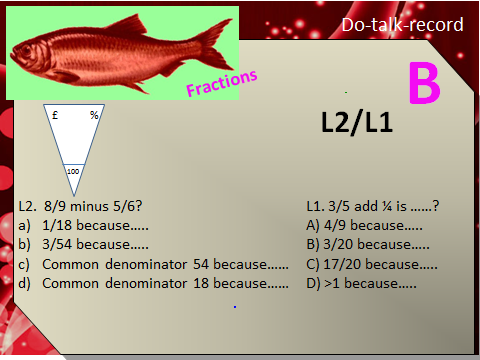 Do-talk-record
Fractions
B
£ %
100
L2/L1
L2. 8/9 minus 5/6?
a) 1/18 because.....
b) 3/54 because.....
c) Common denominator 54 because......
d) Common denominator 18 because......
L1. 3/5 add ¼ is ......?
A) 4/9 because.....
B) 3/20 because.....
C) 17/20 because.....
D) >1 because.....